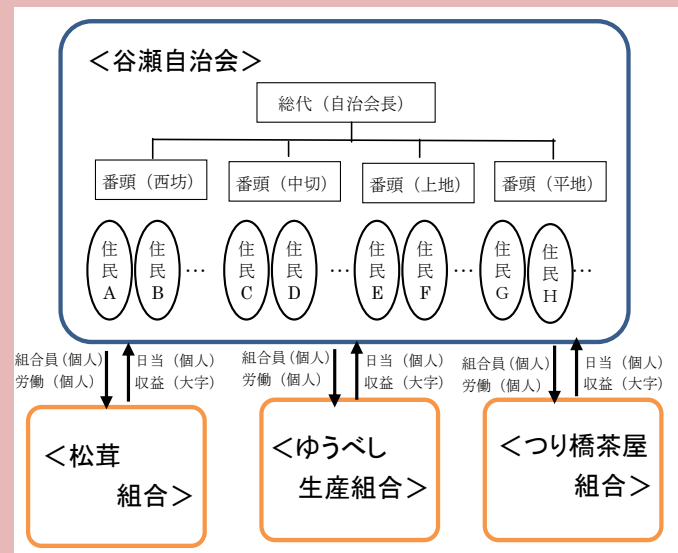 ＜谷瀬自治会＞
総代（自治会長）
番頭（西坊）
番頭（中切）
番頭（上地）
番頭（平地）
住民A
住民B
…
住民C
住民D
…
住民E
住民F
…
住民G
住民H
…
組合員（個人）
労働（個人）
日当（個人）
収益（大字）
組合員（個人）
労働（個人）
日当（個人）
収益（大字）
組合員（個人）
労働（個人）
日当（個人）
収益（大字）
＜松茸
組合＞
＜ゆうべし
生産組合＞
＜つり橋茶屋
組合＞